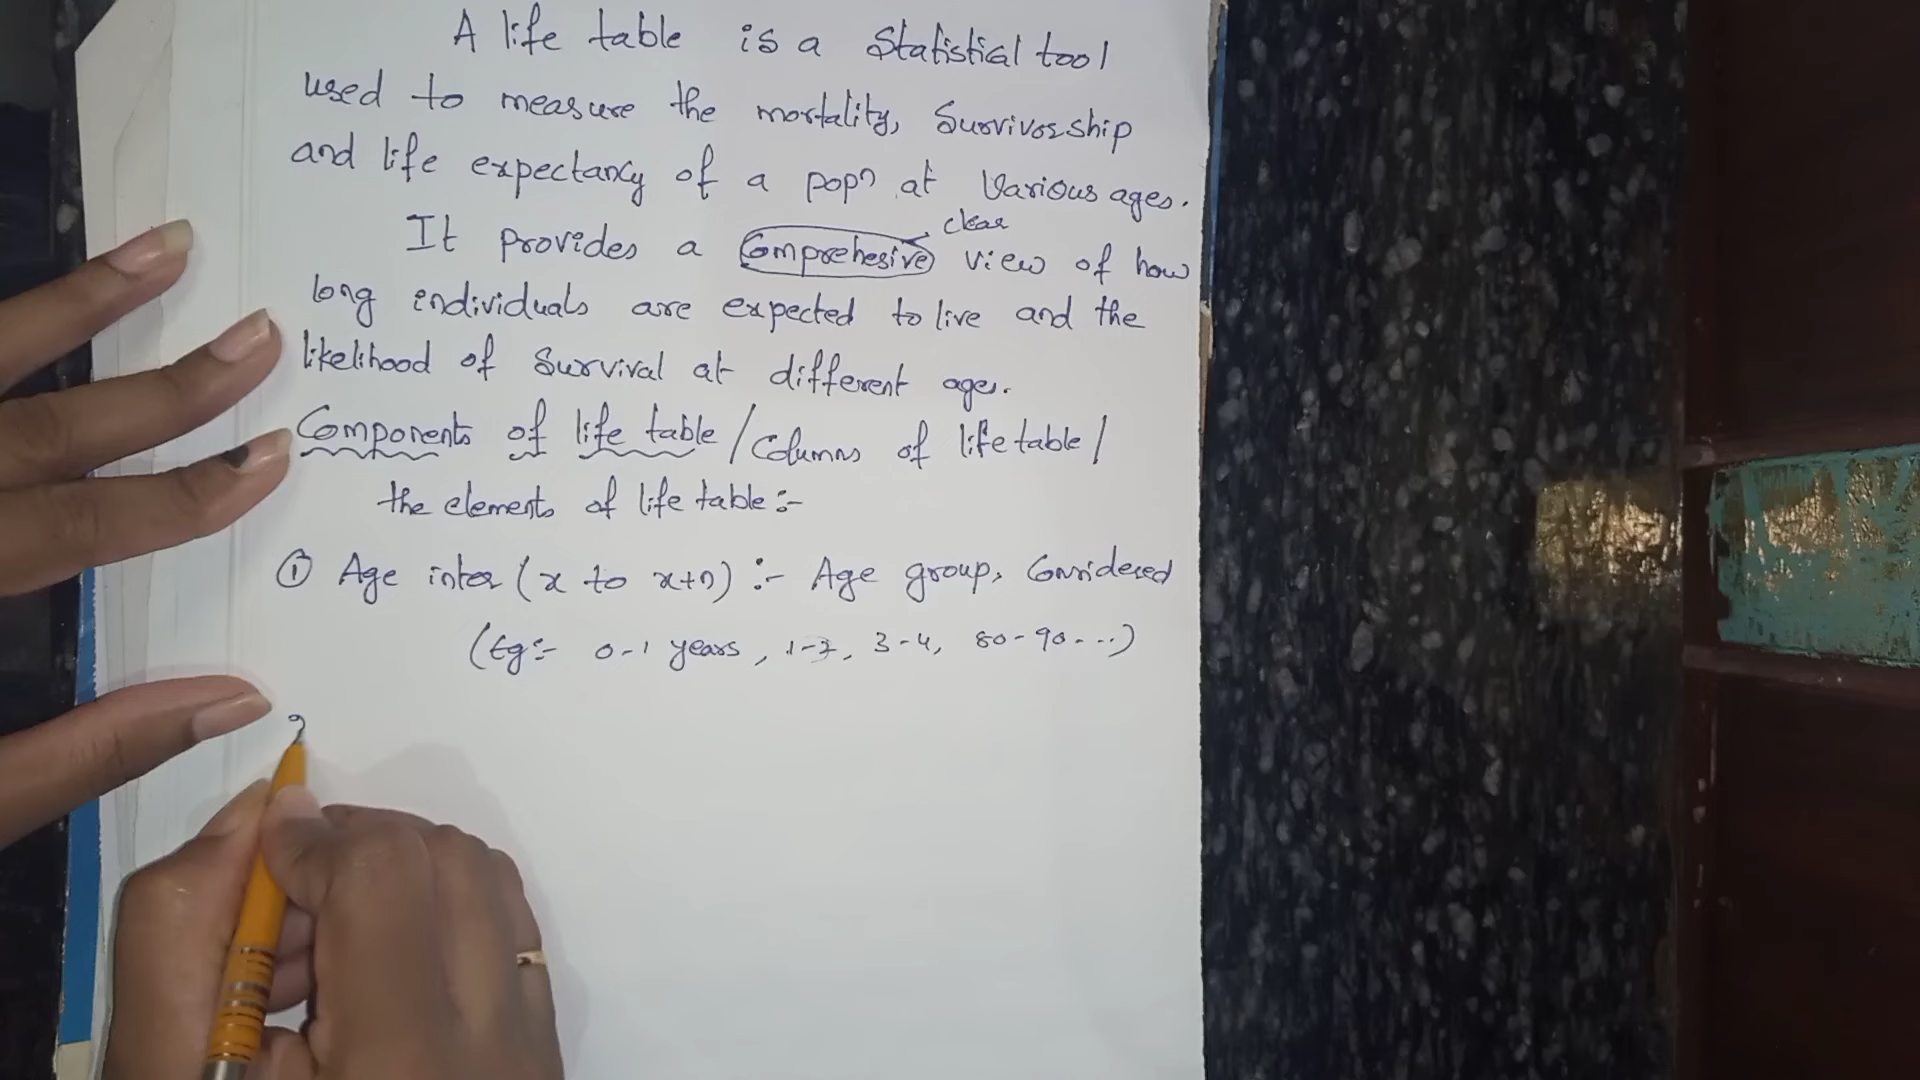 A life table is a Statistical tool
used to measure the mortality, Survivorship
and life expectancy of a popn at Various ages.
clear
It provides a Comprehesive view of how
long individuals are expected to live and the
likelihood of Survival at different ages.
Components of life table / Columns of life table /
the elements of life table :-
① Age inter (x to x+n) :- Age group, Considered
(Eg :- 0-1 years, 1-2, 3-4, 80-90...)
2